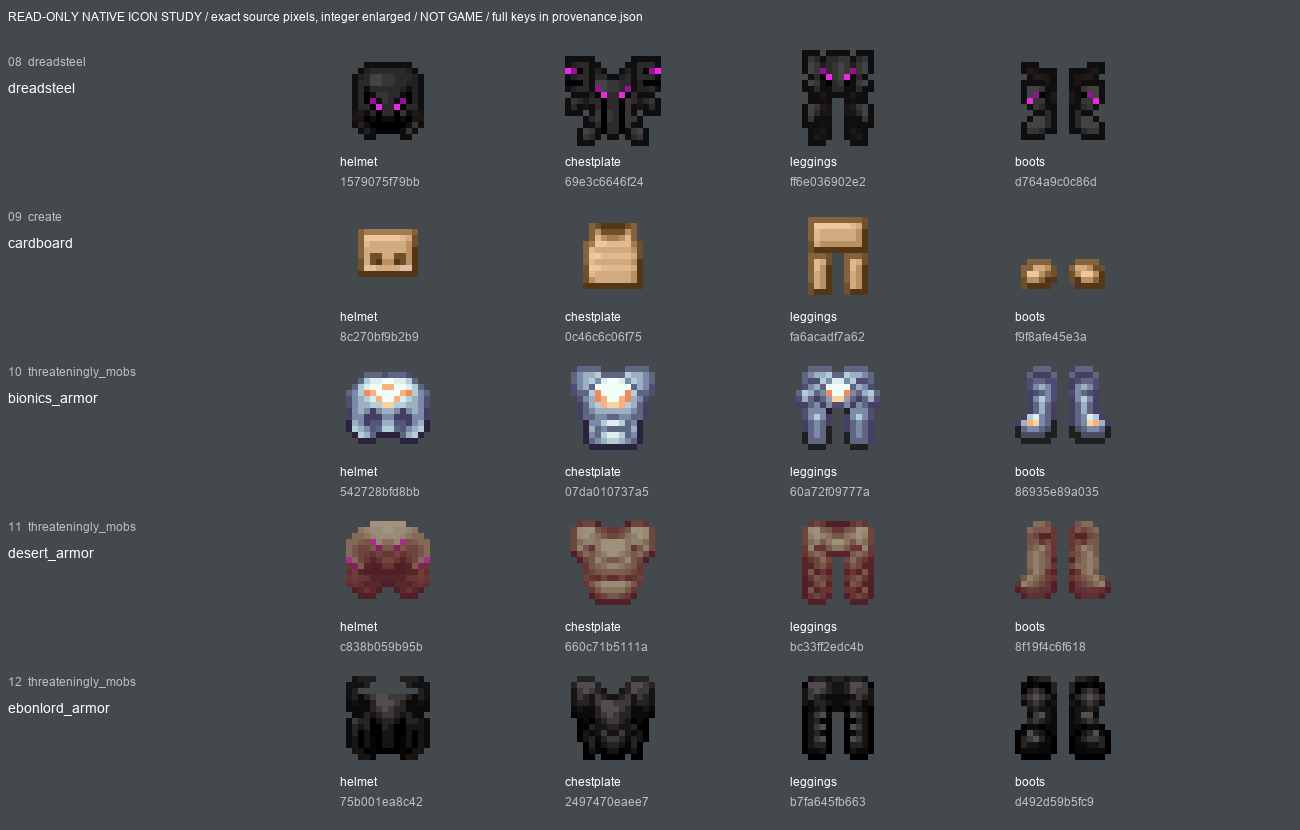 READ-ONLY NATIVE ICON STUDY / exact source pixels, integer enlarged / NOT GAME / full keys in provenance.json
08 dreadsteel
dreadsteel
helmet chestplate leggings boots
1579075f79bb 69e3c6646f24 ff6e036902e2 d764a9c0c86d
09 create
cardboard
helmet chestplate leggings boots
8c270bf9b2b9 0c46c6c06f75 fa6acadf7a62 f9f8afe45e3a
10 threateningly_mobs
bionics_armor
helmet chestplate leggings boots
542728bfd8bb 07da010737a5 60a72f09777a 86935e89a035
11 threateningly_mobs
desert_armor
helmet chestplate leggings boots
c838b059b95b 660c71b5111a bc33ff2edc4b 8f19f4c6f618
12 threateningly_mobs
ebonlord_armor
helmet chestplate leggings boots
75b001ea8c42 2497470eaee7 b7fa645fb663 d492d59b5fc9